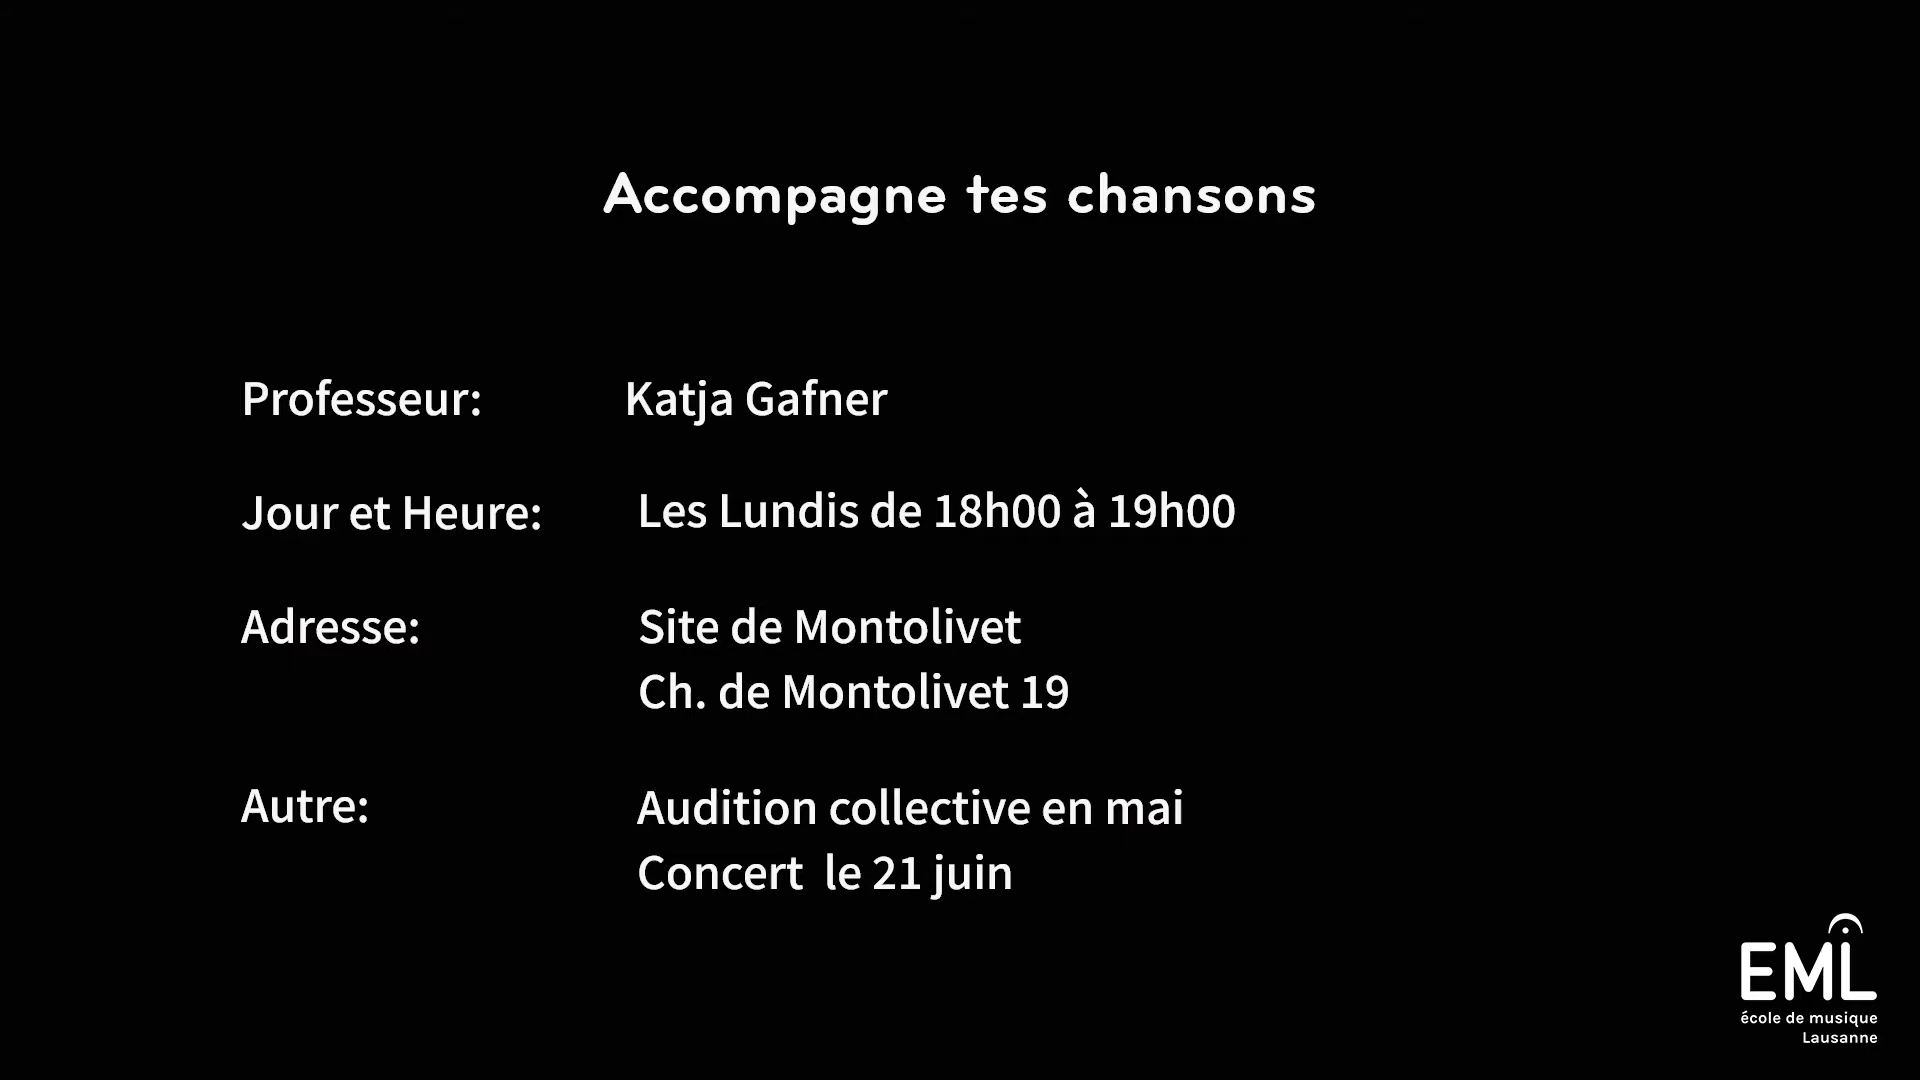 Accompagne tes chansons
Professeur: Katja Gafner
Jour et Heure: Les Lundis de 18h00 à 19h00
Adresse: Site de Montolivet
Ch. de Montolivet 19
Autre: Audition collective en mai
Concert  le 21 juin
EML
école de musique
Lausanne